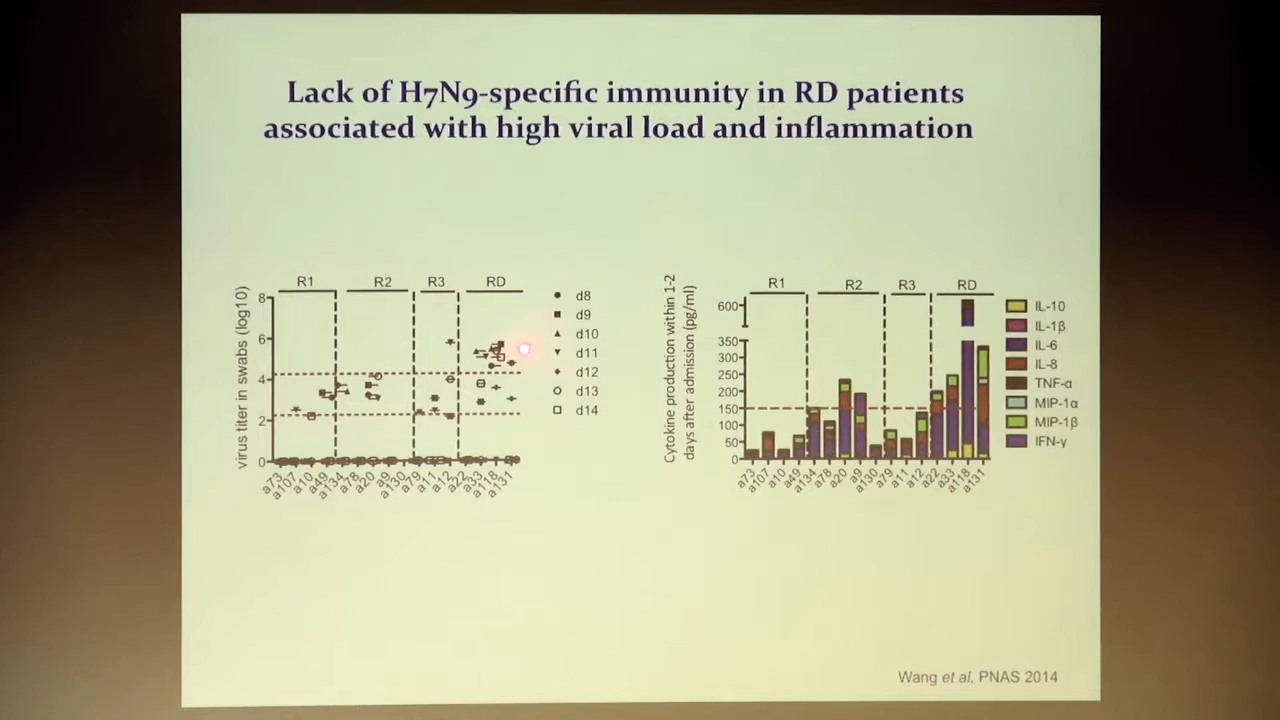 Lack of H7N9-specific immunity in RD patients
associated with high viral load and inflammation
virus titer in swabs (log10)
R1 R2 R3 RD
8
6
4
2
0
a73 a107 a10 a49 a134 a78 a20 a9 a130 a79 a11 a12 a22 a33 a118 a131
d8
d9
d10
d11
d12
d13
d14
Cytokine production within 1-2
days after admission (pg/ml)
R1 R2 R3 RD
600
350
300
250
200
150
100
50
0
a73 a107 a10 a49 a134 a78 a20 a9 a130 a79 a11 a12 a22 a33 a118 a131
IL-10
IL-1β
IL-6
IL-8
TNF-α
MIP-1α
MIP-1β
IFN-γ
Wang et al. PNAS 2014